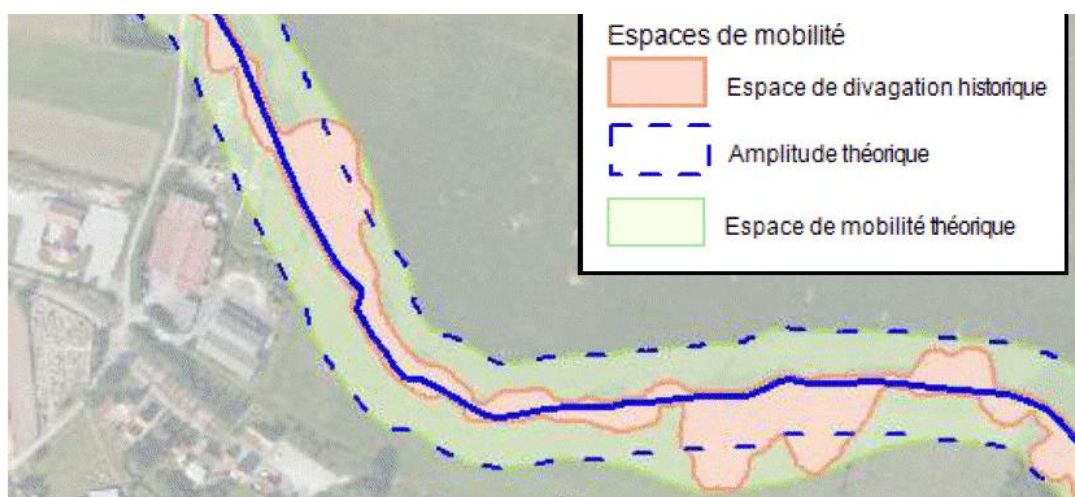 Espaces de mobilité
Espace de divagation historique
Amplitude théorique
Espace de mobilité théorique